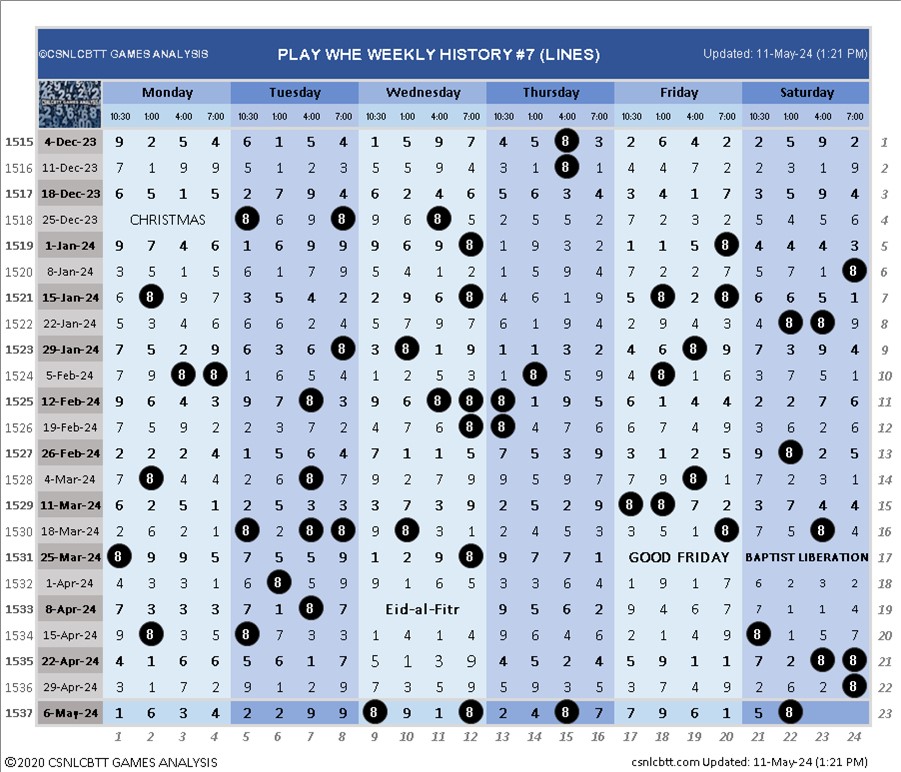 ©CSNLCBTT GAMES ANALYSIS PLAY WHE WEEKLY HISTORY #7 (LINES) Updated: 11-May-24 (1:21 PM)
Monday Tuesday Wednesday Thursday Friday Saturday
10:30 1:00 4:00 7:00 10:30 1:00 4:00 7:00 10:30 1:00 4:00 7:00 10:30 1:00 4:00 7:00 10:30 1:00 4:00 7:00 10:30 1:00 4:00 7:00
1515 4-Dec-23 9 2 5 4 6 1 5 4 1 5 9 7 4 5 8 3 2 6 4 2 2 5 9 2 1
1516 11-Dec-23 7 1 9 9 5 1 2 3 5 5 9 4 7 1 8 1 4 4 7 2 2 3 1 9 2
1517 18-Dec-23 6 5 1 5 2 7 9 4 6 2 4 6 5 6 3 4 3 4 1 7 3 5 9 4 3
1518 25-Dec-23 CHRISTMAS 8 6 9 8 9 6 8 5 2 5 5 2 7 2 3 2 5 4 5 6 4
1519 1-Jan-24 9 7 4 6 1 6 9 9 9 6 9 8 1 9 3 2 1 1 5 8 4 4 4 3 5
1520 8-Jan-24 3 5 1 5 6 1 7 9 5 4 1 2 1 5 9 4 7 2 2 7 5 7 1 8 6
1521 15-Jan-24 6 8 9 7 3 5 4 2 2 9 6 8 4 6 1 9 5 8 2 8 6 6 5 1 7
1522 22-Jan-24 5 3 4 6 6 6 2 4 5 7 9 7 6 1 9 4 2 9 4 3 4 8 8 9 8
1523 29-Jan-24 7 5 2 9 6 3 6 8 3 8 1 9 1 1 3 2 4 6 8 9 7 3 9 4 9
1524 5-Feb-24 7 9 8 8 1 6 5 4 1 2 5 3 1 8 5 9 4 8 1 6 3 7 5 1 10
1525 12-Feb-24 9 6 4 3 9 7 8 3 9 6 8 8 8 1 9 5 6 1 4 4 2 2 7 6 11
1526 19-Feb-24 7 5 9 2 2 3 7 2 4 7 6 8 8 4 7 6 6 7 4 9 3 6 2 6 12
1527 26-Feb-24 2 2 2 4 1 5 6 4 7 1 1 5 7 5 3 9 3 1 2 5 9 8 2 5 13
1528 4-Mar-24 7 8 4 4 2 6 8 7 9 2 7 9 5 2 9 7 7 9 8 1 7 2 3 1 14
1529 11-Mar-24 6 2 5 1 2 5 3 3 3 7 3 9 2 5 2 9 8 8 7 2 3 7 4 4 15
1530 18-Mar-24 2 6 2 1 8 2 8 8 9 8 3 1 2 4 5 3 3 5 1 8 7 5 8 4 16
1531 25-Mar-24 8 9 9 5 7 5 5 9 1 2 9 8 9 7 7 1 GOOD FRIDAY BAPTIST LIBERATION 17
1532 1-Apr-24 4 3 3 1 6 8 5 9 9 1 6 5 3 3 6 4 1 9 1 7 6 2 3 2 18
1533 8-Apr-24 7 3 3 3 7 1 8 7 Eid-al-Fitr 9 5 6 2 9 4 6 7 7 1 1 4 19
1534 15-Apr-24 9 8 3 5 8 7 3 3 1 4 1 4 9 6 4 6 2 1 4 9 8 1 5 7 20
1535 22-Apr-24 4 1 6 6 5 6 1 7 5 1 3 9 4 5 2 4 5 9 1 1 7 2 8 8 21
1536 29-Apr-24 3 1 7 2 9 1 2 9 7 3 5 9 5 9 3 5 3 7 4 9 2 6 2 8 22
1537 6-May-24 1 6 3 4 2 2 9 9 8 9 1 8 2 4 8 7 7 9 6 1 5 8 23
1 2 3 4 5 6 7 8 9 10 11 12 13 14 15 16 17 18 19 20 21 22 23 24
©2020 CSNLCBTT GAMES ANALYSIS csnlcbtt.com Updated: 11-May-24 (1:21 PM)